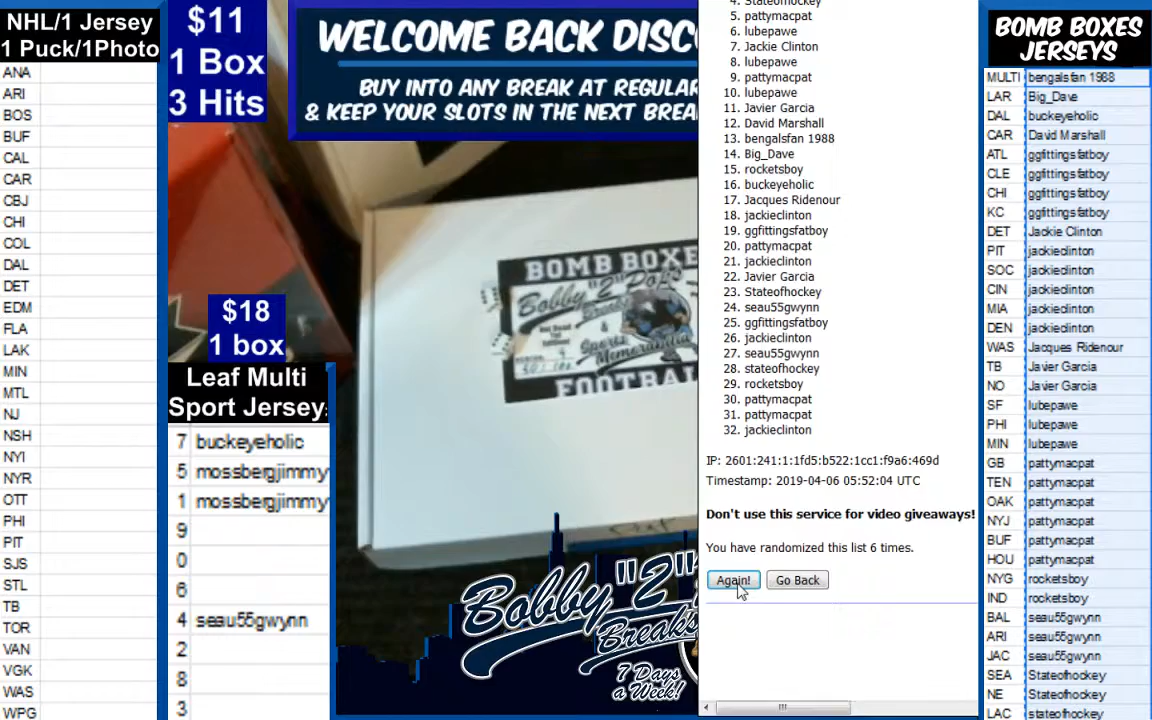 NHL/1 Jersey
1 Puck/1Photo
ANA
ARI
BOS
BUF
CAL
CAR
CBJ
CHI
COL
DAL
DET
EDM
FLA
LAK
MIN
MTL
NJ
NSH
NYI
NYR
OTT
PHI
PIT
SJS
STL
TB
TOR
VAN
VGK
WAS
WPG
$11
1 Box
3 Hits
$18
1 box
Leaf Multi
Sport Jersey
7 buckeyeholic
5 mossbergjimmy
1 mossbergjimmy
9
0
6
4 seau55gwynn
2
8
3
WELCOME BACK DISC
BUY INTO ANY BREAK AT REGULAR
& KEEP YOUR SLOTS IN THE NEXT BREA
BOMB BOXE
Bobby "2" Pop
Breaks
&
Sports
Memorabilia
FOOTBAL
Bobby "2"
Breaks
7 Days
a Week!
4. Stateofhockey
5. pattymacpat
6. lubepawe
7. Jackie Clinton
8. lubepawe
9. pattymacpat
10. lubepawe
11. Javier Garcia
12. David Marshall
13. bengalsfan 1988
14. Big_Dave
15. rocketsboy
16. buckeyeholic
17. Jacques Ridenour
18. jackieclinton
19. ggfittingsfatboy
20. pattymacpat
21. jackieclinton
22. Javier Garcia
23. Stateofhockey
24. seau55gwynn
25. ggfittingsfatboy
26. jackieclinton
27. seau55gwynn
28. stateofhockey
29. rocketsboy
30. pattymacpat
31. pattymacpat
32. jackieclinton
IP: 2601:241:1:1fd5:b522:1cc1:f9a6:469d
Timestamp: 2019-04-06 05:52:04 UTC
Don't use this service for video giveaways!
You have randomized this list 6 times.
Again! Go Back
BOMB BOXES
JERSEYS
MULTI bengalsfan 1988
LAR Big_Dave
DAL buckeyeholic
CAR David Marshall
ATL ggfittingsfatboy
CLE ggfittingsfatboy
CHI ggfittingsfatboy
KC ggfittingsfatboy
DET Jackie Clinton
PIT jackieclinton
SOC jackieclinton
CIN jackieclinton
MIA jackieclinton
DEN jackieclinton
WAS Jacques Ridenour
TB Javier Garcia
NO Javier Garcia
SF lubepawe
PHI lubepawe
MIN lubepawe
GB pattymacpat
TEN pattymacpat
OAK pattymacpat
NYJ pattymacpat
BUF pattymacpat
HOU pattymacpat
NYG rocketsboy
IND rocketsboy
BAL seau55gwynn
ARI seau55gwynn
JAC seau55gwynn
SEA Stateofhockey
NE Stateofhockey
LAC stateofhockey